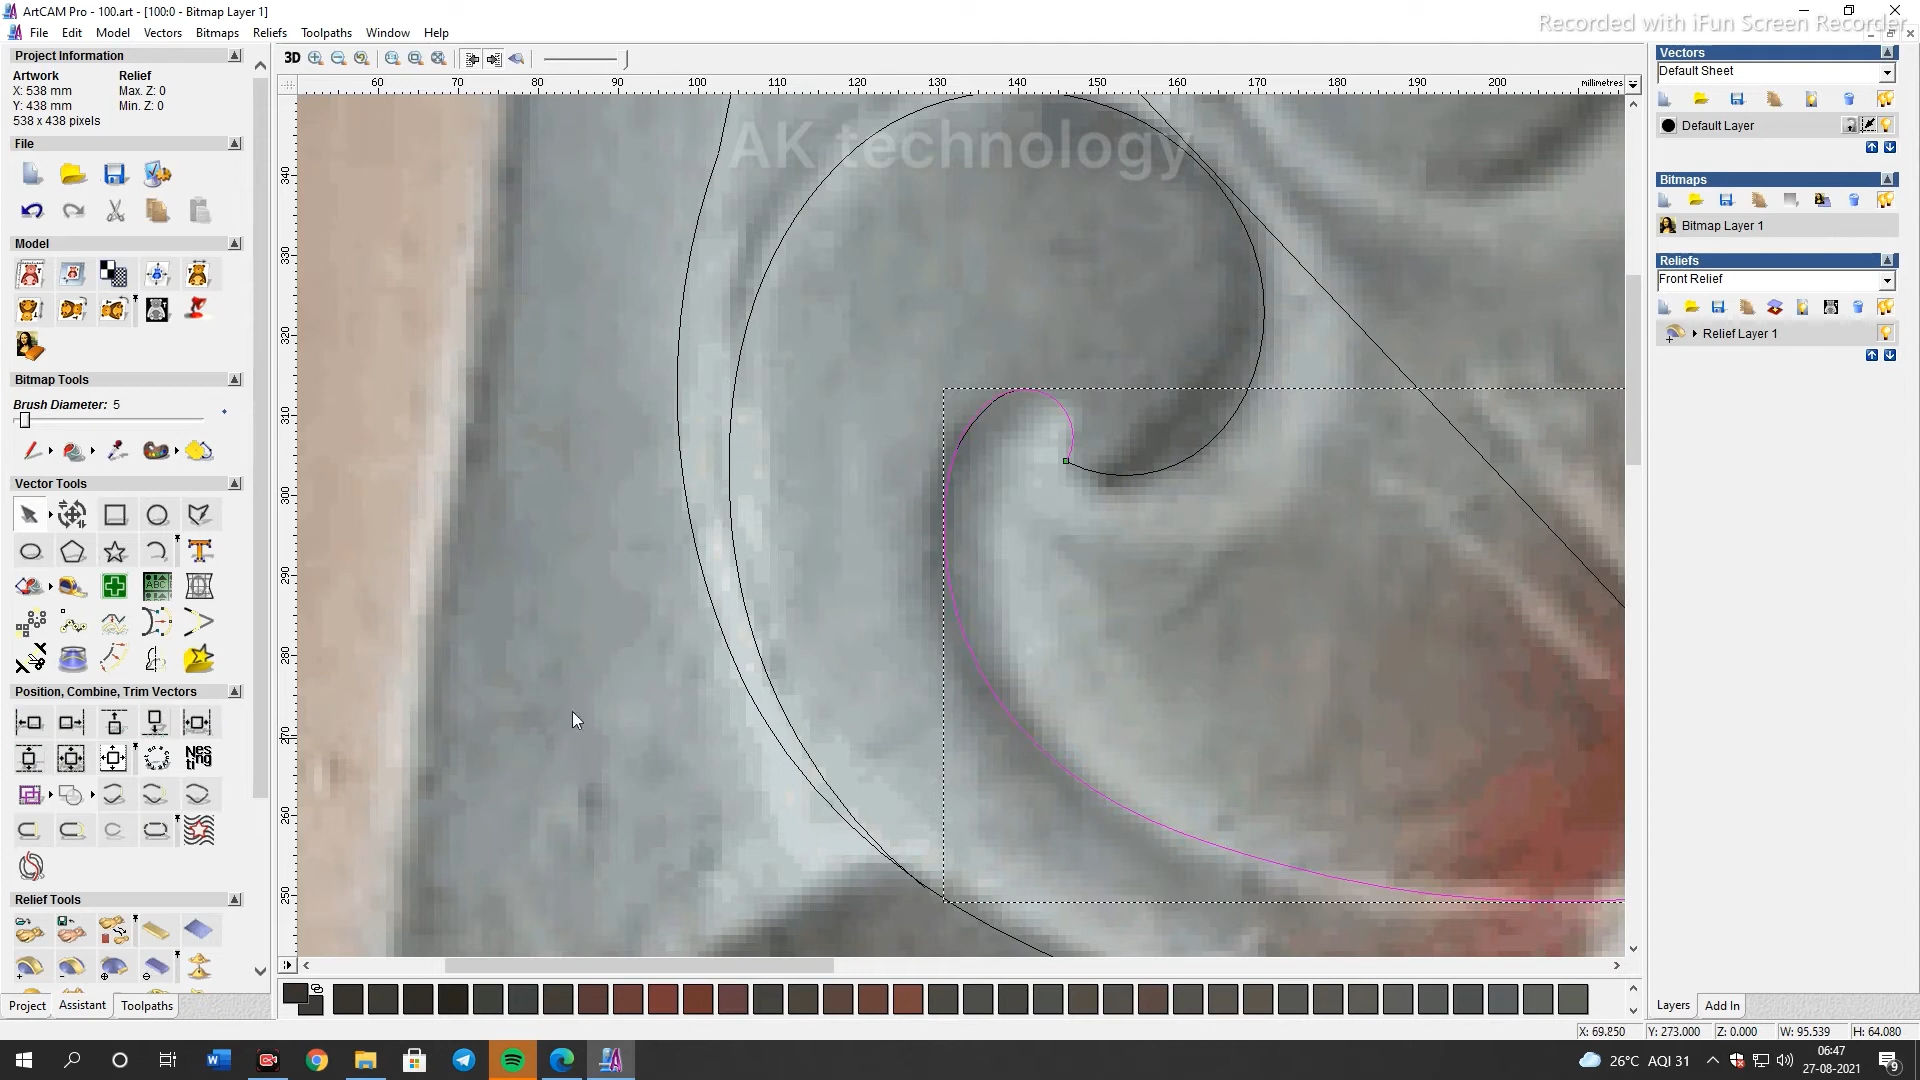 ArtCAM Pro - 100.art - [100:0 - Bitmap Layer 1]
Recorded with iFun Screen Recorder
File Edit Model Vectors Bitmaps Reliefs Toolpaths Window Help
Project Information
Artwork Relief
X: 538 mm Max. Z: 0
Y: 438 mm Min. Z: 0
538 x 438 pixels
File
Model
Bitmap Tools
Brush Diameter: 5
Vector Tools
Position, Combine, Trim Vectors
Relief Tools
Project Assistant Toolpaths
3D
60 70 80 90 100 110 120 130 140 150 160 170 180 190 200 millimetres
340
330
320
310
300
290
280
270
260
250
AK technology
Vectors
Default Sheet
Default Layer
Bitmaps
Bitmap Layer 1
Reliefs
Front Relief
Relief Layer 1
Layers Add In
X: 69.250 Y: 273.000 Z: 0.000 W: 95.539 H: 64.080
26°C AQI 31
06:47
27-08-2021